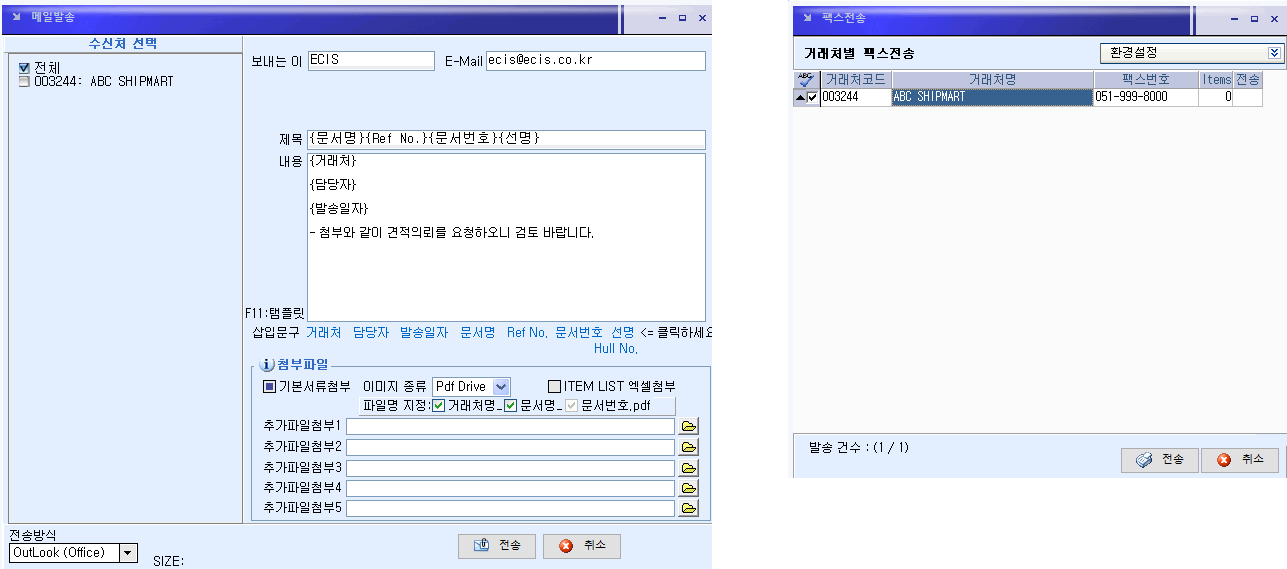 메일발송
수신처 선택
전체
003244: ABC SHIPMART
보내는 이 ECIS E-Mail ecis@ecis.co.kr
제목 {문서명}{Ref No.}{문서번호}{선명}
내용 {거래처}
{담당자}
{발송일자}
- 첨부와 같이 견적의뢰를 요청하오니 검토 바랍니다.
F11:탬플릿
삽입문구 거래처 담당자 발송일자 문서명 Ref No. 문서번호 선명 <= 클릭하세요
Hull No.
첨부파일
기본서류첨부 이미지 종류 Pdf Drive ITEM LIST 엑셀첨부
파일명 지정: 거래처명_ 문서명_ 문서번호.pdf
추가파일첨부1
추가파일첨부2
추가파일첨부3
추가파일첨부4
추가파일첨부5
전송방식
OutLook (Office) SIZE: 전송 취소
팩스전송
거래처별 팩스전송 환경설정
ABC 거래처코드 거래처명 팩스번호 Items 전송
003244 ABC SHIPMART 051-999-8000 0
발송 건수 : (1 / 1)
전송 취소